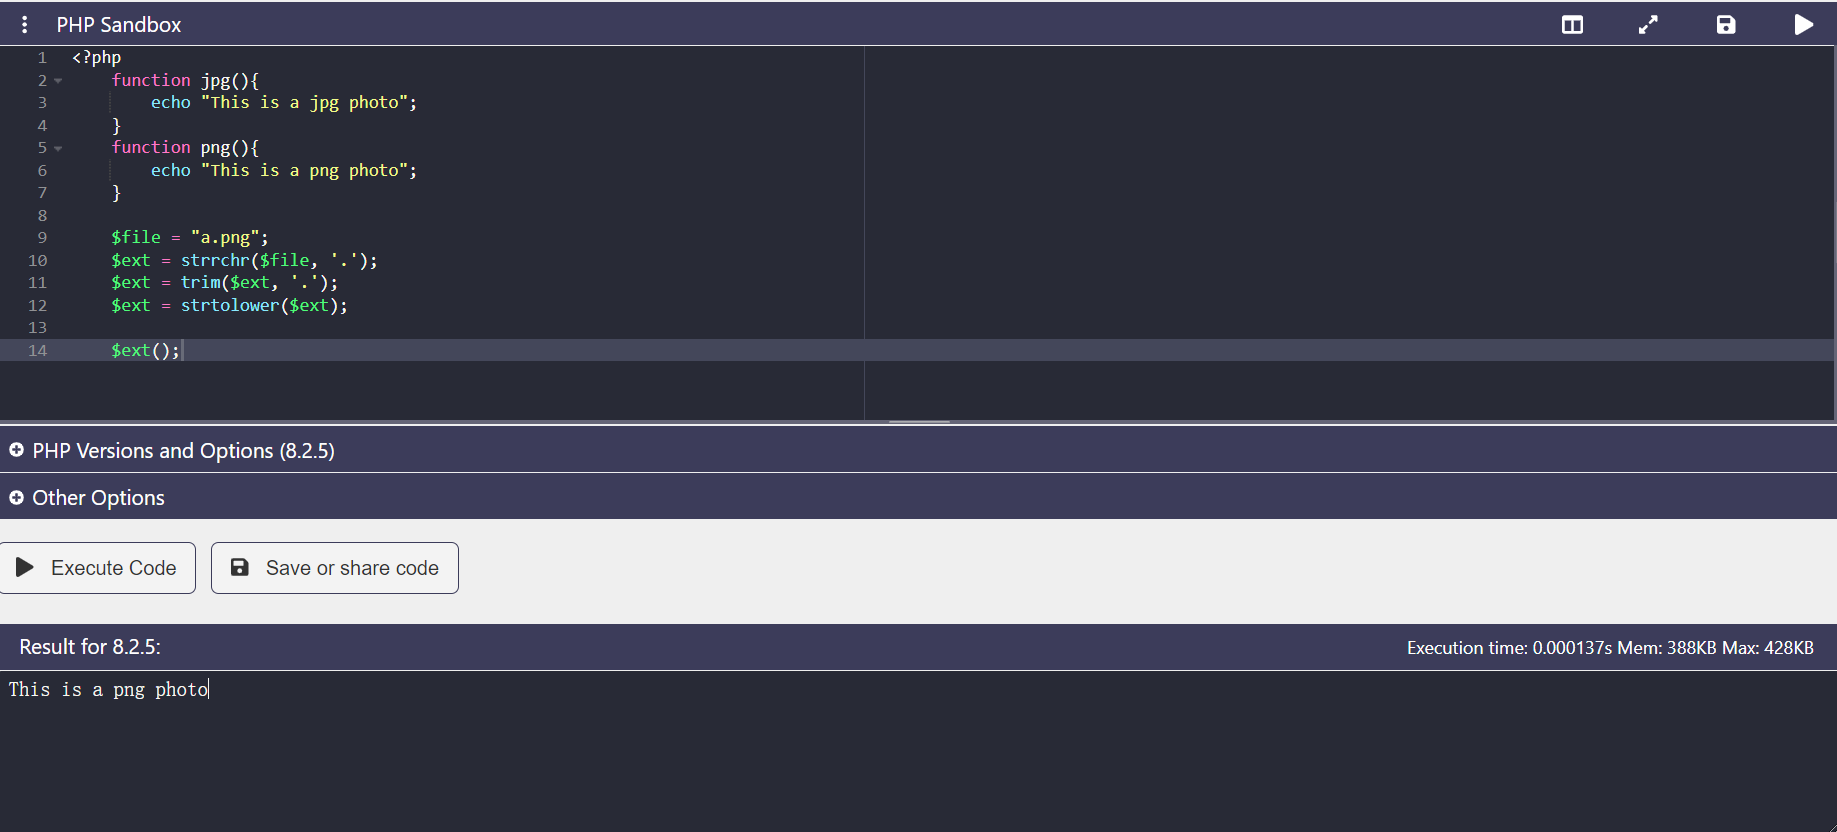 PHP Sandbox
1 <?php
2 function jpg(){
3 echo "This is a jpg photo";
4 }
5 function png(){
6 echo "This is a png photo";
7 }
8
9 $file = "a.png";
10 $ext = strrchr($file, '.');
11 $ext = trim($ext, '.');
12 $ext = strtolower($ext);
13
14 $ext();
PHP Versions and Options (8.2.5)
Other Options
Execute Code Save or share code
Result for 8.2.5: Execution time: 0.000137s Mem: 388KB Max: 428KB
This is a png photo